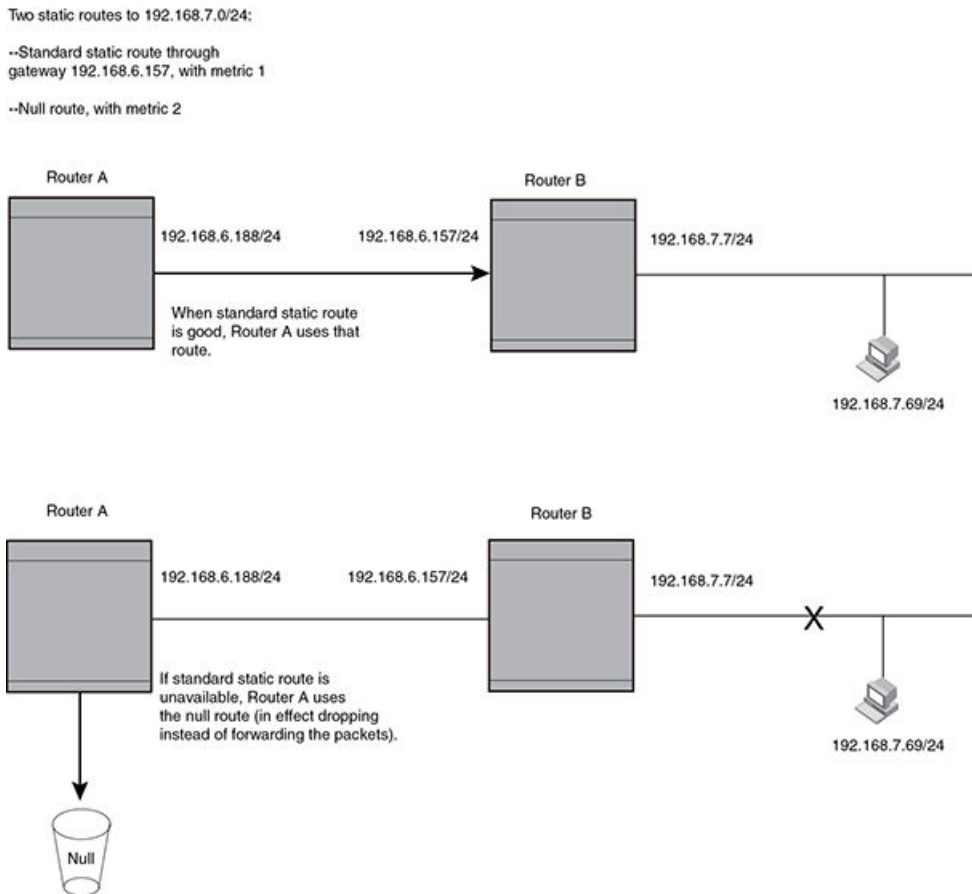 Two static routes to 192.168.7.0/24:
--Standard static route through
gateway 192.168.6.157, with metric 1
--Null route, with metric 2
Router A
Router B
192.168.6.188/24
192.168.6.157/24
192.168.7.7/24
When standard static route
is good, Router A uses that
route.
192.168.7.69/24
Router A
Router B
192.168.6.188/24
192.168.6.157/24
192.168.7.7/24
X
If standard static route is
unavailable, Router A uses
the null route (in effect dropping
instead of forwarding the packets).
192.168.7.69/24
Null